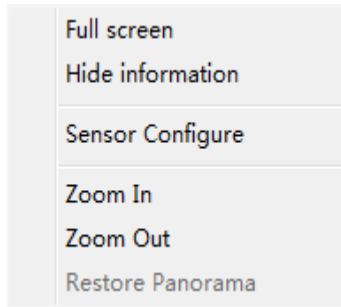 Full screen
Hide information
Sensor Configure
Zoom In
Zoom Out
Restore Panorama